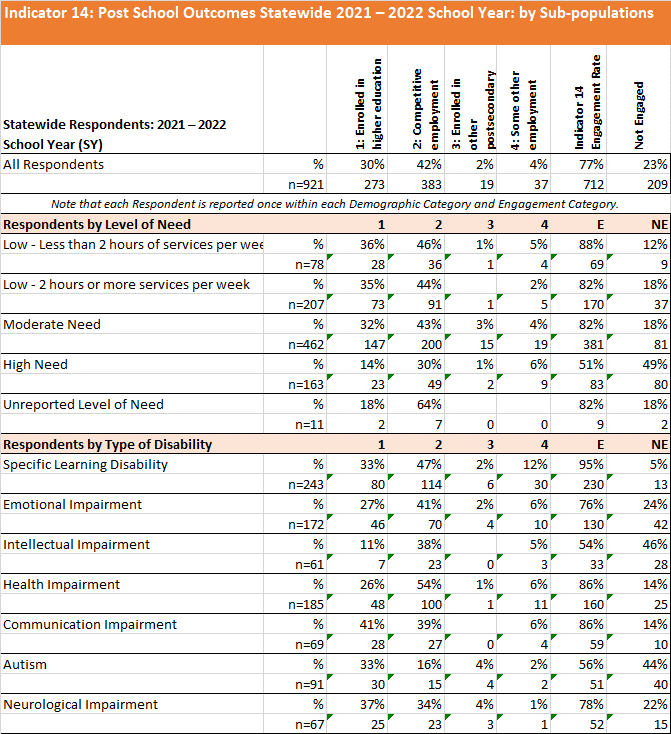 Indicator 14: Post School Outcomes Statewide 2021 – 2022 School Year: by Sub-populations
Statewide Respondents: 2021 – 2022 School Year (SY) 1: Enrolled in higher education 2: Competitive employment 3: Enrolled in other postsecondary 4: Some other employment Indicator 14 Engagement Rate Not Engaged
All Respondents % 30% 42% 2% 4% 77% 23%
n=921 273 383 19 37 712 209
Note that each Respondent is reported once within each Demographic Category and Engagement Category.
Respondents by Level of Need 1 2 3 4 E NE
Low - Less than 2 hours of services per wee % 36% 46% 1% 5% 88% 12%
n=78 28 36 1 4 69 9
Low - 2 hours or more services per week % 35% 44% 2% 82% 18%
n=207 73 91 1 5 170 37
Moderate Need % 32% 43% 3% 4% 82% 18%
n=462 147 200 15 19 381 81
High Need % 14% 30% 1% 6% 51% 49%
n=163 23 49 2 9 83 80
Unreported Level of Need % 18% 64% 82% 18%
n=11 2 7 0 0 9 2
Respondents by Type of Disability 1 2 3 4 E NE
Specific Learning Disability % 33% 47% 2% 12% 95% 5%
n=243 80 114 6 30 230 13
Emotional Impairment % 27% 41% 2% 6% 76% 24%
n=172 46 70 4 10 130 42
Intellectual Impairment % 11% 38% 5% 54% 46%
n=61 7 23 0 3 33 28
Health Impairment % 26% 54% 1% 6% 86% 14%
n=185 48 100 1 11 160 25
Communication Impairment % 41% 39% 6% 86% 14%
n=69 28 27 0 4 59 10
Autism % 33% 16% 4% 2% 56% 44%
n=91 30 15 4 2 51 40
Neurological Impairment % 37% 34% 4% 1% 78% 22%
n=67 25 23 3 1 52 15